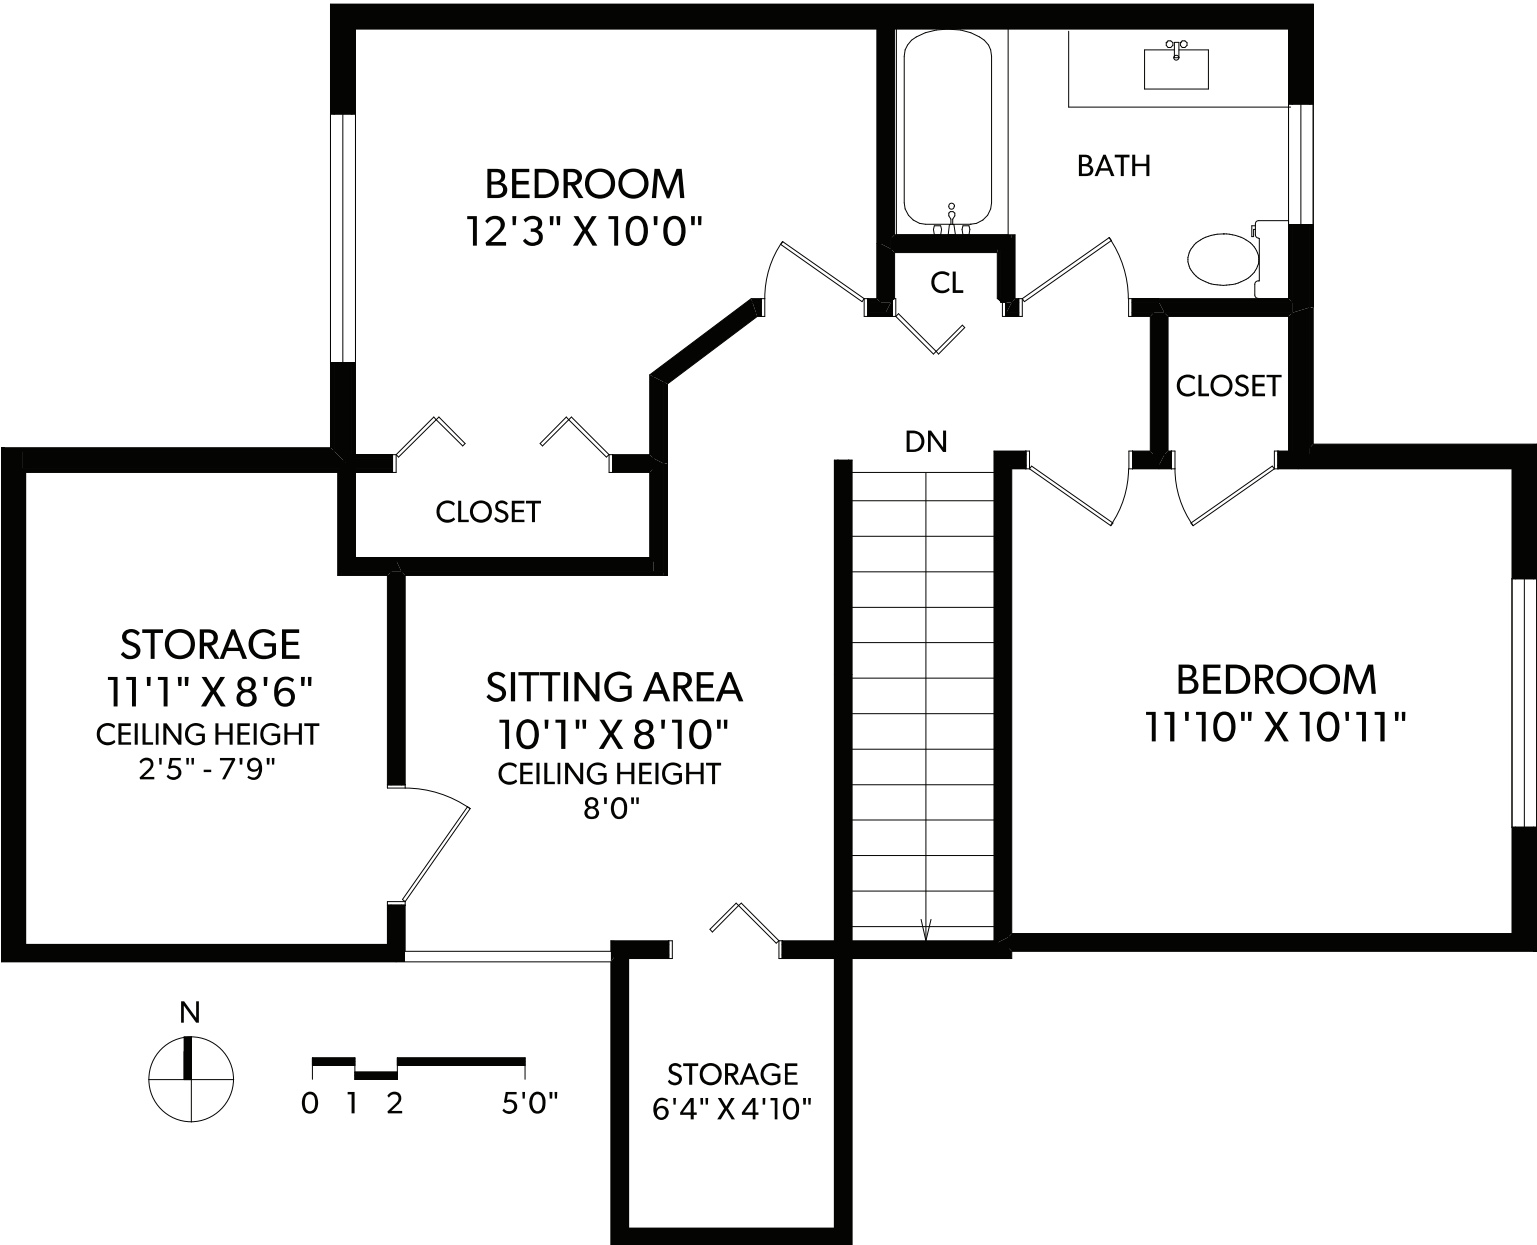 BEDROOM
12'3" X 10'0"
BATH
CL
CLOSET
DN
CLOSET
STORAGE
11'1" X 8'6"
CEILING HEIGHT
2'5" - 7'9"
SITTING AREA
10'1" X 8'10"
CEILING HEIGHT
8'0"
BEDROOM
11'10" X 10'11"
N
0 1 2 5'0"
STORAGE
6'4" X 4'10"